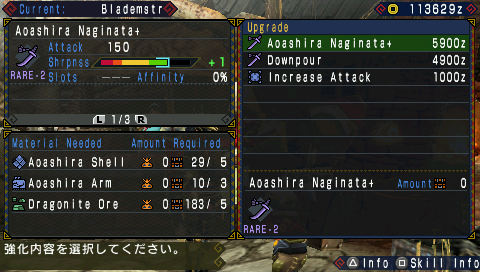 Current: Blademstr
113629z
Aoashira Naginata+
Attack 150
Shrpnss +1
RARE-2 Slots --- Affinity 0%
L 1/3 R
Material Needed Amount Required
Aoashira Shell 0 29/ 5
Aoashira Arm 0 10/ 3
Dragonite Ore 0 183/ 5
Upgrade
Aoashira Naginata+ 5900z
Downpour 4900z
Increase Attack 1000z
Aoashira Naginata+ Amount 0
RARE-2
強化内容を選択してください。
△ Info □ Skill Info